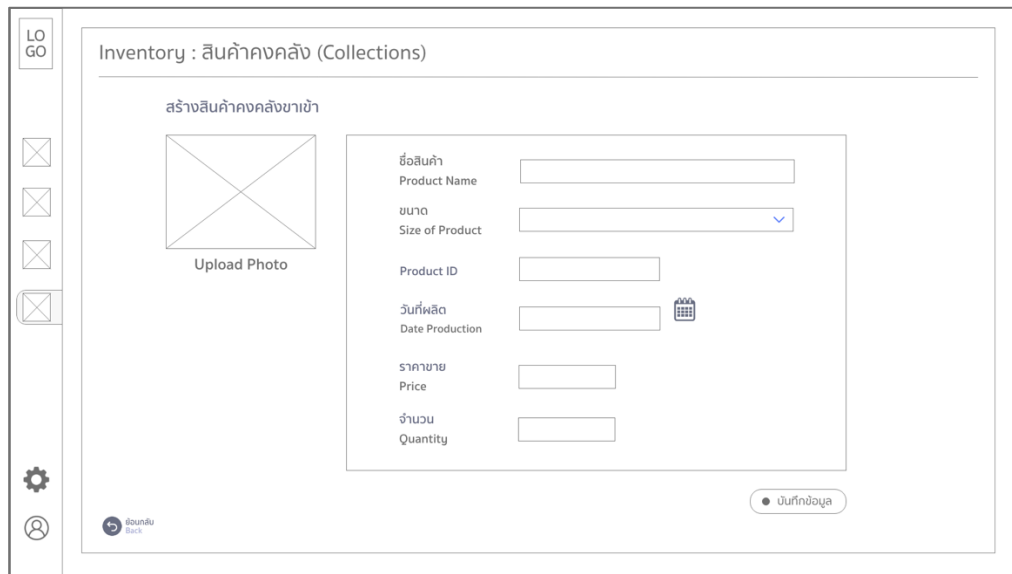 LO
GO
Inventory : สินค้าคงคลัง (Collections)
สร้างสินค้าคงคลังขาเข้า
Upload Photo
ชื่อสินค้า
Product Name
ขนาด
Size of Product
Product ID
วันที่ผลิต
Date Production
ราคาขาย
Price
จำนวน
Quantity
บันทึกข้อมูล
ย้อนกลับ
Back